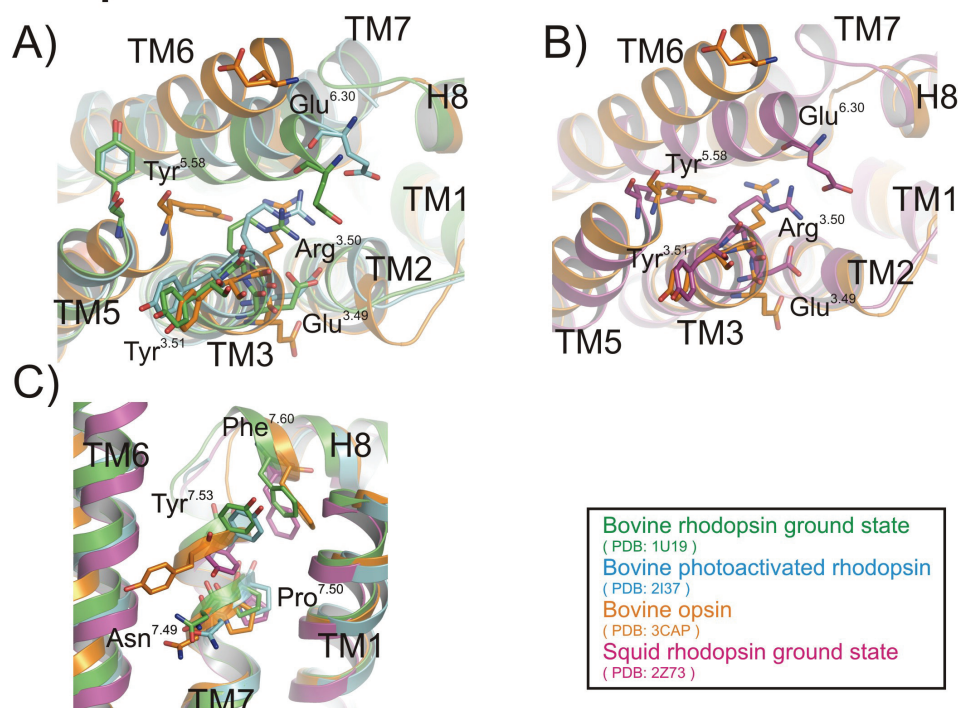 A)
TM6
TM7
Glu6.30
H8
Tyr5.58
TM1
Arg3.50
TM2
TM5
Glu3.49
Tyr3.51
TM3
B)
TM6
TM7
Glu6.30
H8
Tyr5.58
TM1
Arg3.50
Tyr3.51
TM2
Glu3.49
TM5
TM3
C)
Phe7.60
TM6
H8
Tyr7.53
Pro7.50
Asn7.49
TM1
TM7
Bovine rhodopsin ground state
( PDB: 1U19 )
Bovine photoactivated rhodopsin
( PDB: 2I37 )
Bovine opsin
( PDB: 3CAP )
Squid rhodopsin ground state
( PDB: 2Z73 )